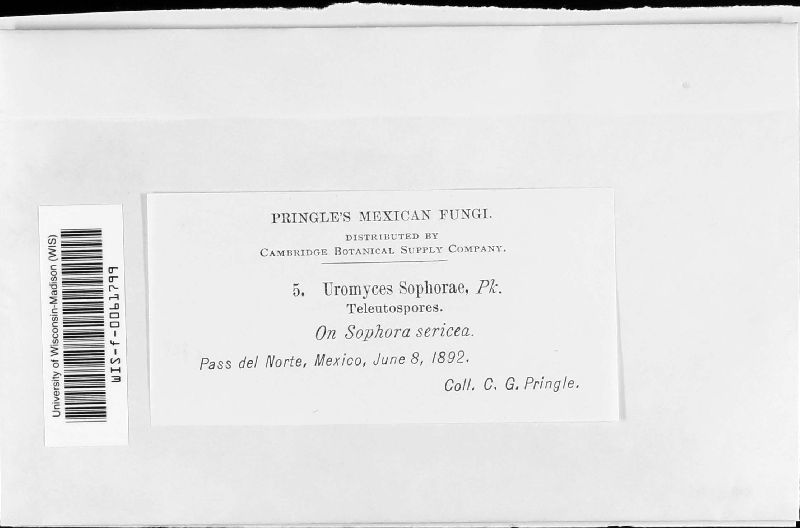 PRINGLE'S MEXICAN FUNGI.
DISTRIBUTED BY
CAMBRIDGE BOTANICAL SUPPLY COMPANY.
5. Uromyces Sophorae, Pk.
Teleutospores.
On Sophora sericea.
Pass del Norte, Mexico, June 8, 1892.
Coll. C. G. Pringle.
University of Wisconsin-Madison (WIS)
WIS-f-0061799